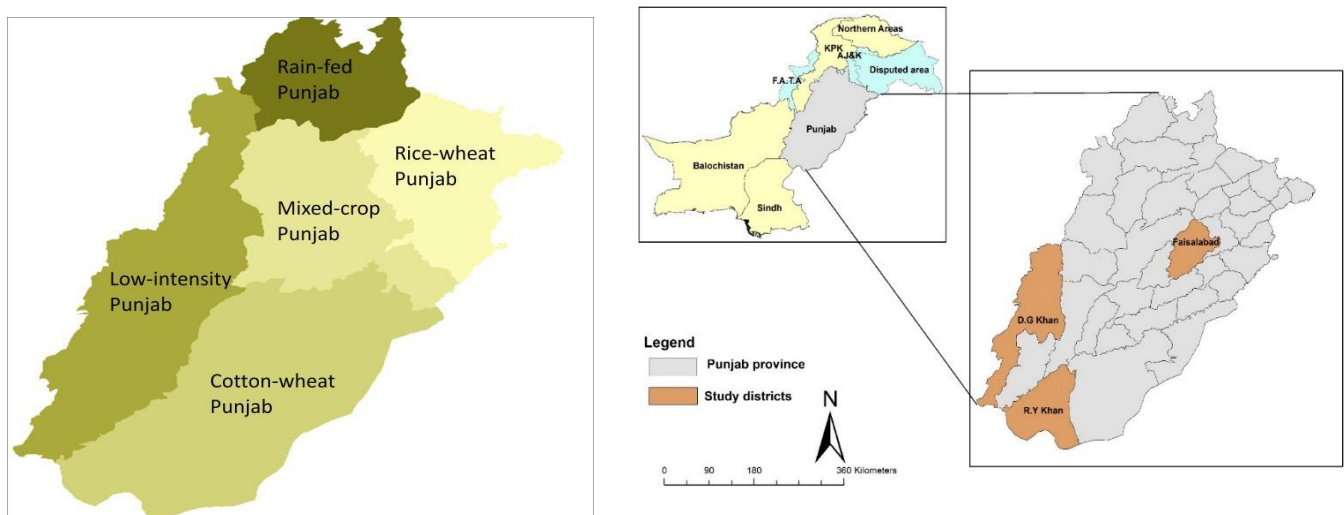 Rain-fed
Punjab
Rice-wheat
Punjab
Mixed-crop
Punjab
Low-intensity
Punjab
Cotton-wheat
Punjab
Northern Areas
KPK
AJ&K
Disputed area
F.A.T.A
Punjab
Balochistan
Sindh
Legend
Punjab province
Study districts
N
0 90 180 360 Kilometers
Faisalabad
D.G Khan
R.Y Khan